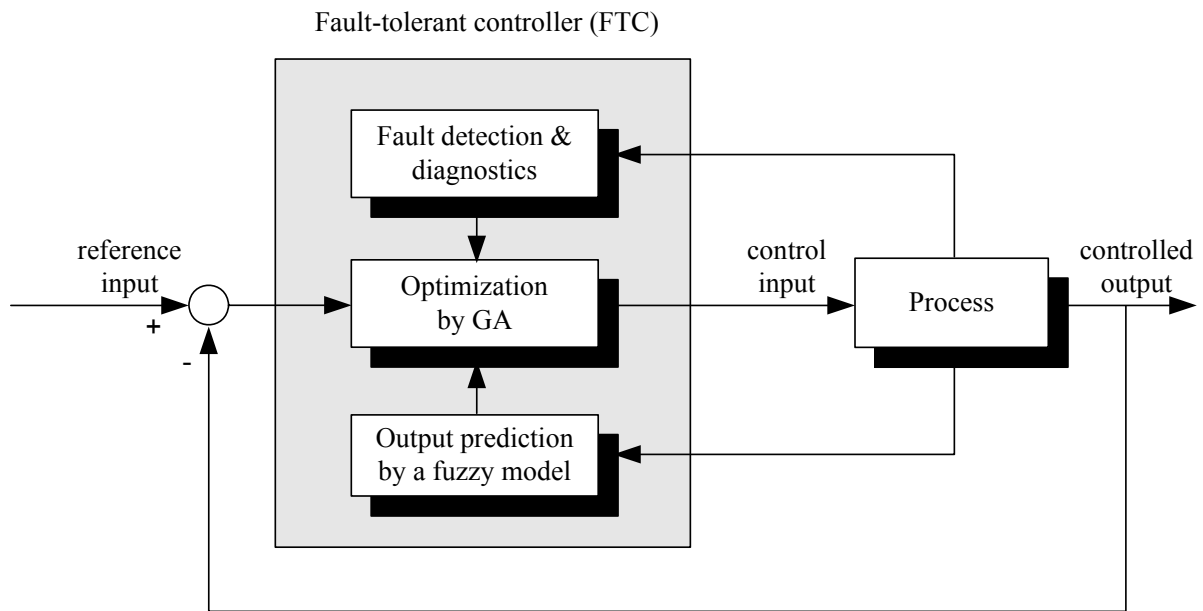 Fault-tolerant controller (FTC)
Fault detection &
diagnostics
reference
input
+
-
Optimization
by GA
control
input
Process
controlled
output
Output prediction
by a fuzzy model